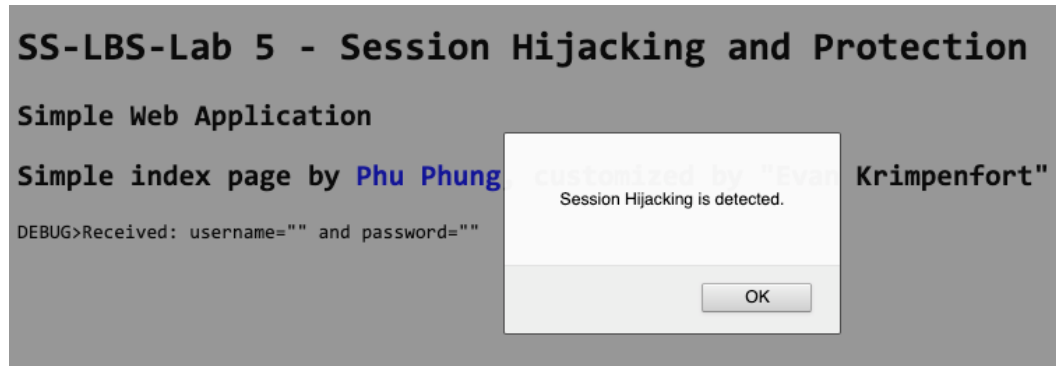 SS-LBS-Lab 5 - Session Hijacking and Protection
Simple Web Application
Simple index page by Phu Phung, customized by "Evan Krimpenfort"
Session Hijacking is detected.
DEBUG>Received: username="" and password=""
OK